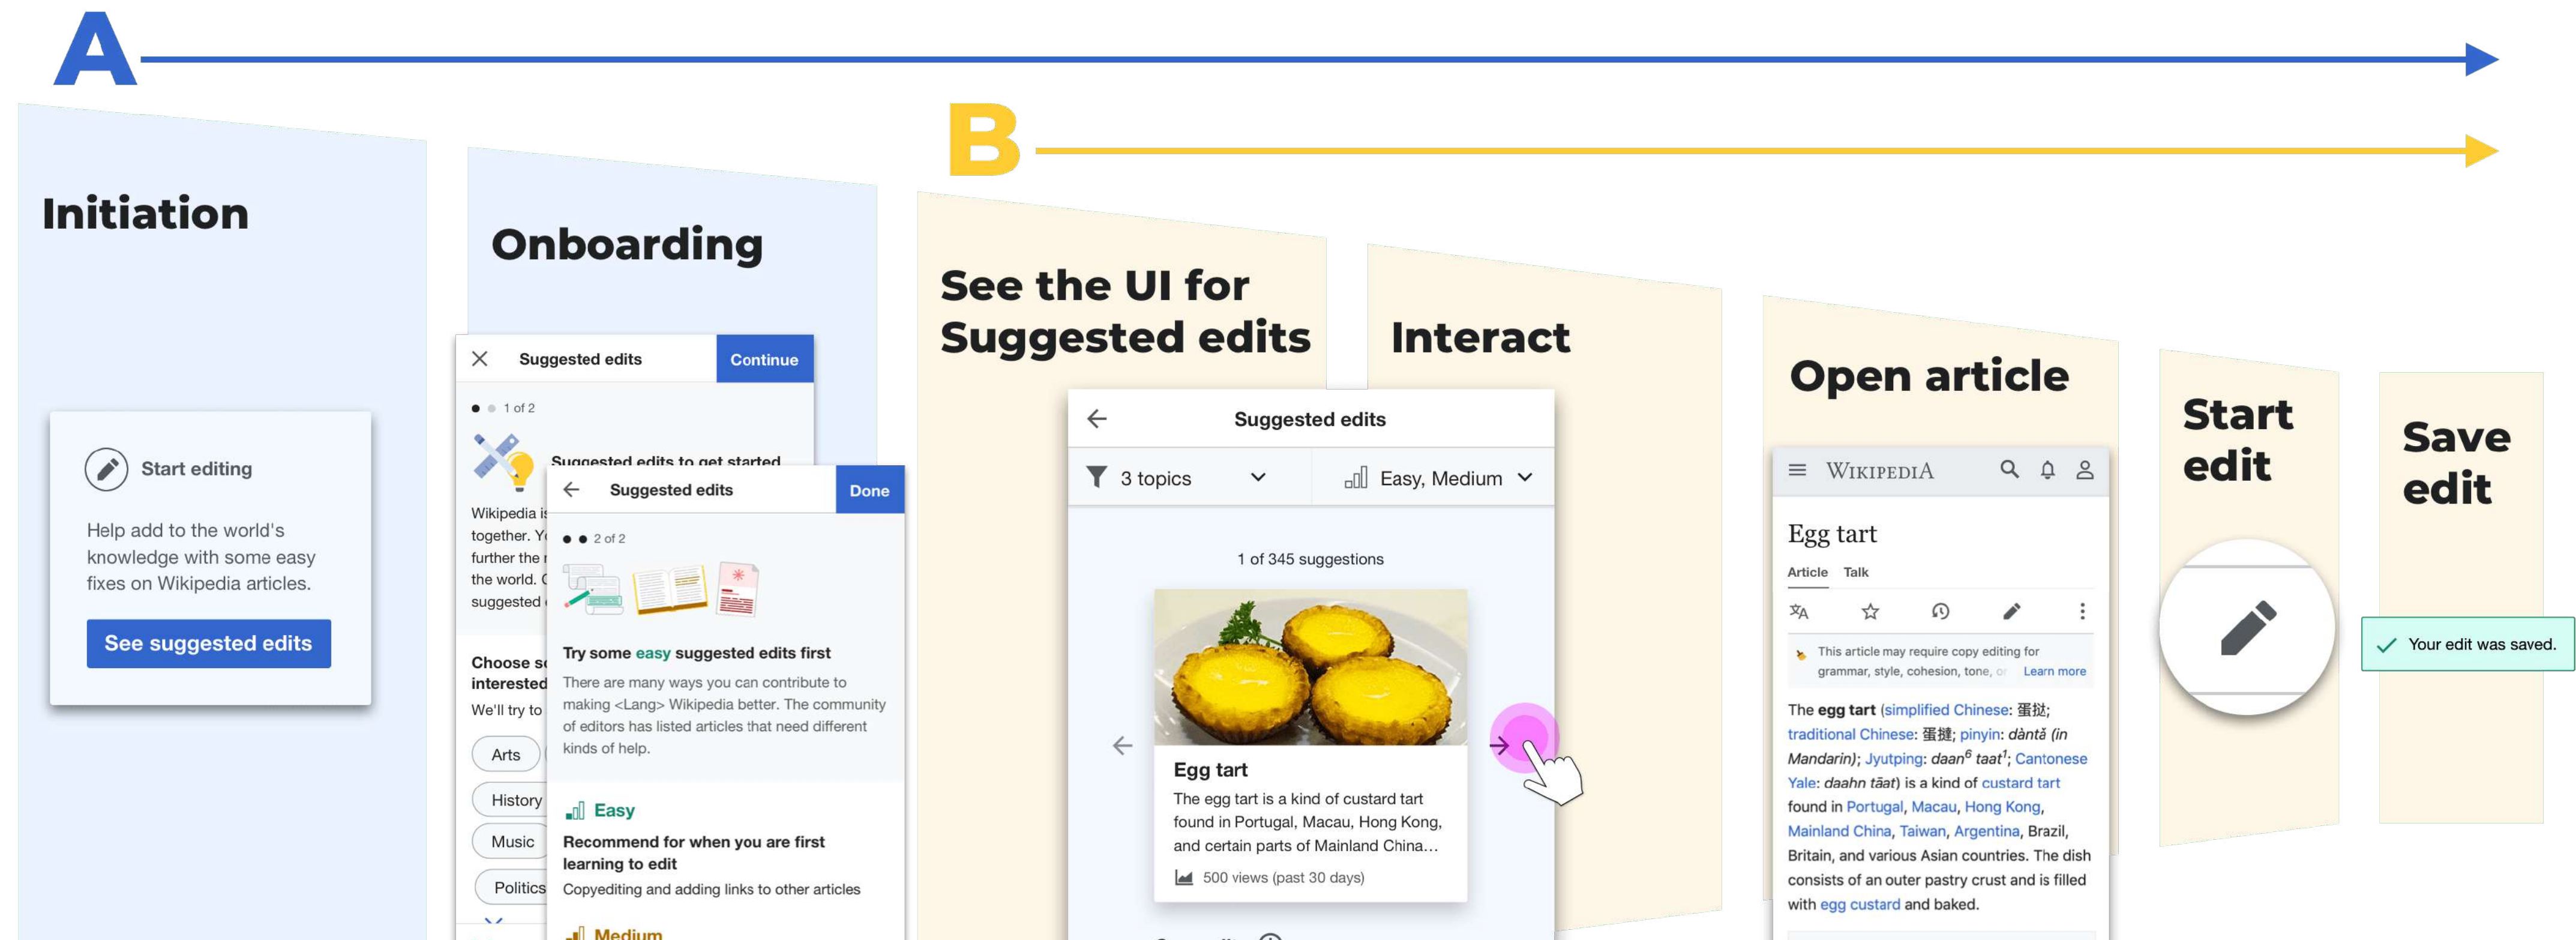 A
B
Initiation
Start editing
Help add to the world's
knowledge with some easy
fixes on Wikipedia articles.
See suggested edits
Onboarding
Suggested edits
Continue
1 of 2
Suggested edits to get started
Wikipedia is
together.
further the
the world.
suggested
Choose
interested
We'll try to
Arts
History
Music
Politics
Suggested edits
Done
2 of 2
Try some easy suggested edits first
There are many ways you can contribute to
making <Lang> Wikipedia better. The community
of editors has listed articles that need different
kinds of help.
Easy
Recommend for when you are first
learning to edit
Copyediting and adding links to other articles
Medium
See the UI for
Suggested edits
Interact
Suggested edits
3 topics
Easy, Medium
1 of 345 suggestions
Egg tart
The egg tart is a kind of custard tart
found in Portugal, Macau, Hong Kong,
and certain parts of Mainland China...
500 views (past 30 days)
Open article
WIKIPEDIA
Egg tart
Article Talk
This article may require copy editing for
grammar, style, cohesion, tone, or Learn more
The egg tart (simplified Chinese: 蛋挞;
traditional Chinese: 蛋撻; pinyin: dàntǎ (in
Mandarin); Jyutping: daan⁶ taat¹; Cantonese
Yale: daahn tāat) is a kind of custard tart
found in Portugal, Macau, Hong Kong,
Mainland China, Taiwan, Argentina, Brazil,
Britain, and various Asian countries. The dish
consists of an outer pastry crust and is filled
with egg custard and baked.
Start
edit
Save
edit
Your edit was saved.